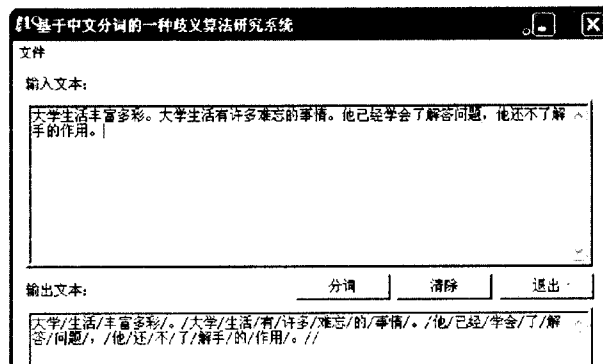 基于中文分词的一种歧义算法研究系统
文件
输入文本:
大学生活丰富多彩。大学生活有许多难忘的事情。他已经学会了解答问题，他还不了解
手的作用。
分词 清除 退出
输出文本:
大学/生活/丰富多彩/。/大学/生活/有/许多/难忘/的/事情/。/他/已经/学会/了/解
答/问题/，/他/还/不/了/解手/的/作用/。//